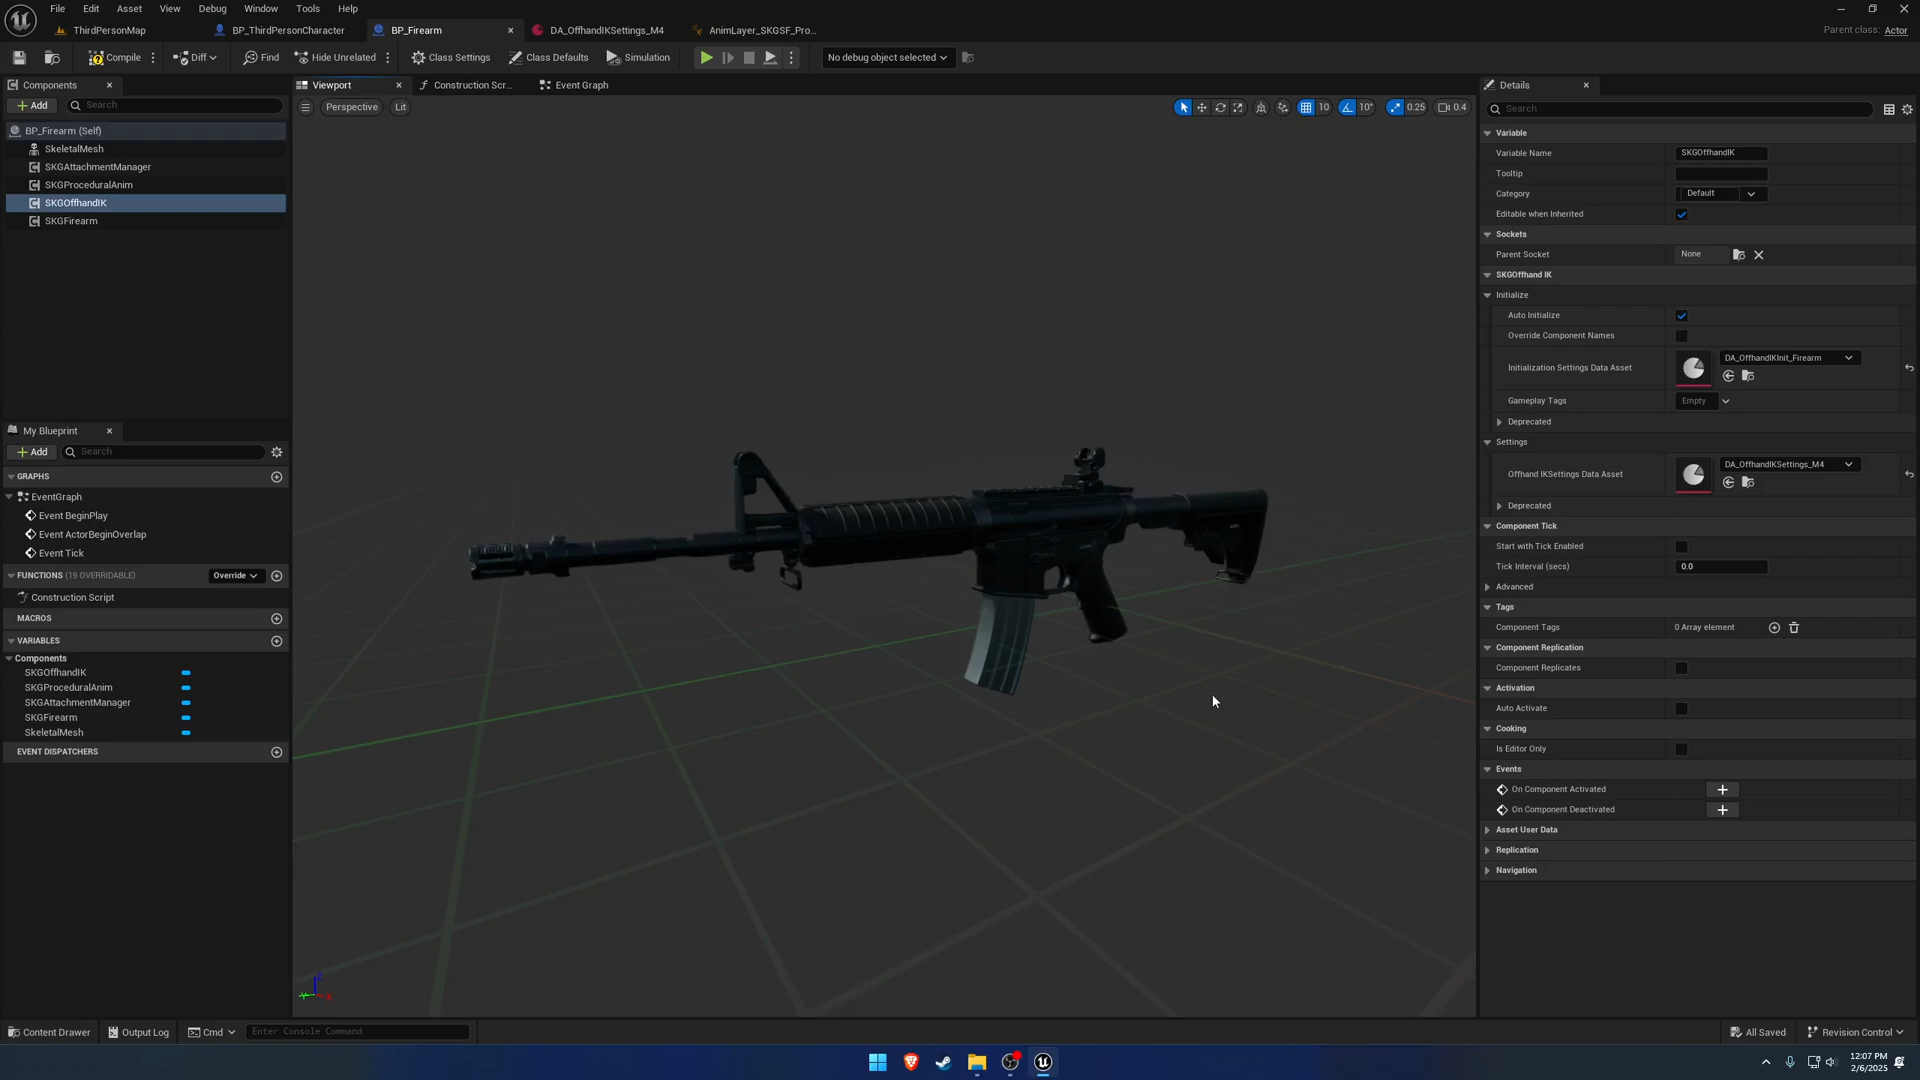 File Edit Asset View Debug Window Tools Help
ThirdPersonMap BP_ThirdPersonCharacter BP_Firearm DA_OffhandIKSettings_M4 AnimLayer_SKGSF_Pro... Parent class: Actor
Compile Diff Find Hide Unrelated Class Settings Class Defaults Simulation No debug object selected
Components Viewport Construction Scr... Event Graph Details
Add Search Perspective Lit 10 10° 0.25 0.4 Search
BP_Firearm (Self)
SkeletalMesh
SKGAttachmentManager
SKGProceduralAnim
SKGOffhandIK
SKGFirearm
My Blueprint
Add Search
GRAPHS
EventGraph
Event BeginPlay
Event ActorBeginOverlap
Event Tick
FUNCTIONS (19 OVERRIDABLE) Override
Construction Script
MACROS
VARIABLES
Components
SKGOffhandIK
SKGProceduralAnim
SKGAttachmentManager
SKGFirearm
SkeletalMesh
EVENT DISPATCHERS
Variable
Variable Name SKGOffhandIK
Tooltip
Category Default
Editable when Inherited
Sockets
Parent Socket None
SKGOffhand IK
Initialize
Auto Initialize
Override Component Names
Initialization Settings Data Asset DA_OffhandIKInit_Firearm
Gameplay Tags Empty
Deprecated
Settings
Offhand IKSettings Data Asset DA_OffhandIKSettings_M4
Deprecated
Component Tick
Start with Tick Enabled
Tick Interval (secs) 0.0
Advanced
Tags
Component Tags 0 Array element
Component Replication
Component Replicates
Activation
Auto Activate
Cooking
Is Editor Only
Events
On Component Activated
On Component Deactivated
Asset User Data
Replication
Navigation
Z
Y X
Content Drawer Output Log Cmd Enter Console Command All Saved Revision Control
12:07 PM
2/6/2025